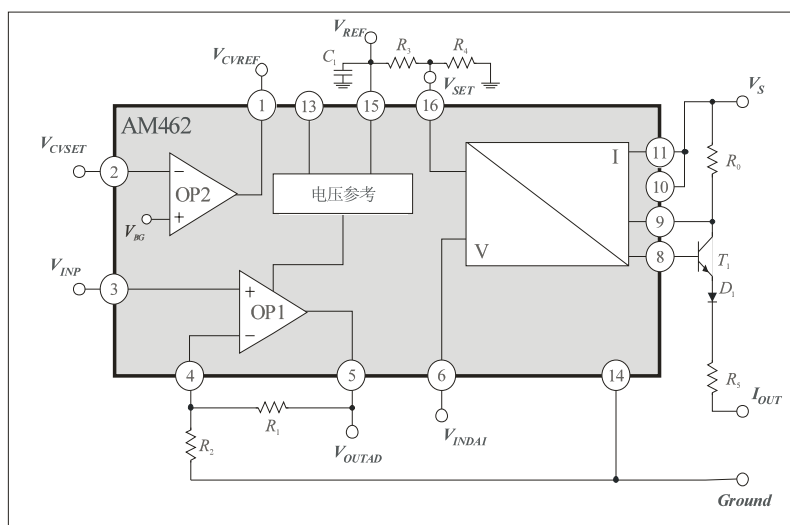 V_REF
R_3
R_4
C_1
V_CVREF
V_SET
1
13
15
16
V_S
AM462
I
11
R_0
V_CVSET
2
−
OP2
+
电压参考
10
V_BG
9
V_INP
3
+
OP1
−
V
8
T_1
D_1
4
5
6
14
R_5
R_1
I_OUT
R_2
V_OUTAD
V_INDAI
Ground